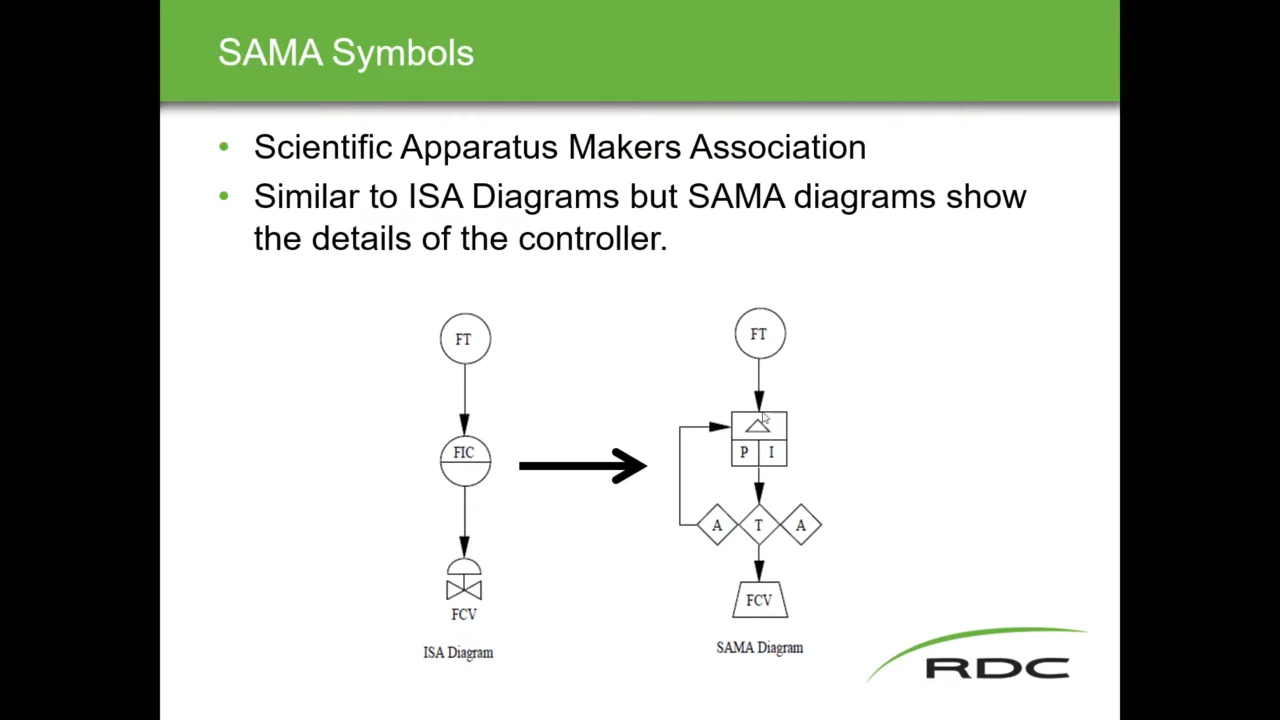 SAMA Symbols
• Scientific Apparatus Makers Association
• Similar to ISA Diagrams but SAMA diagrams show
the details of the controller.
FT
FIC
FCV
ISA Diagram
FT
P I
A T A
FCV
SAMA Diagram
RDC